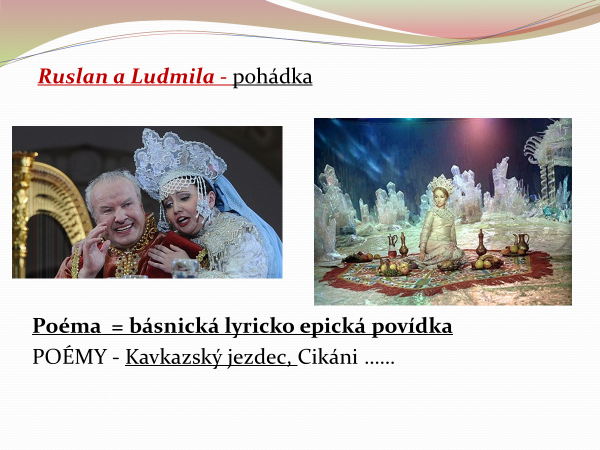 Ruslan a Ludmila - pohádka
Poéma = básnická lyricko epická povídka
POÉMY - Kavkazský jezdec, Cikáni ......